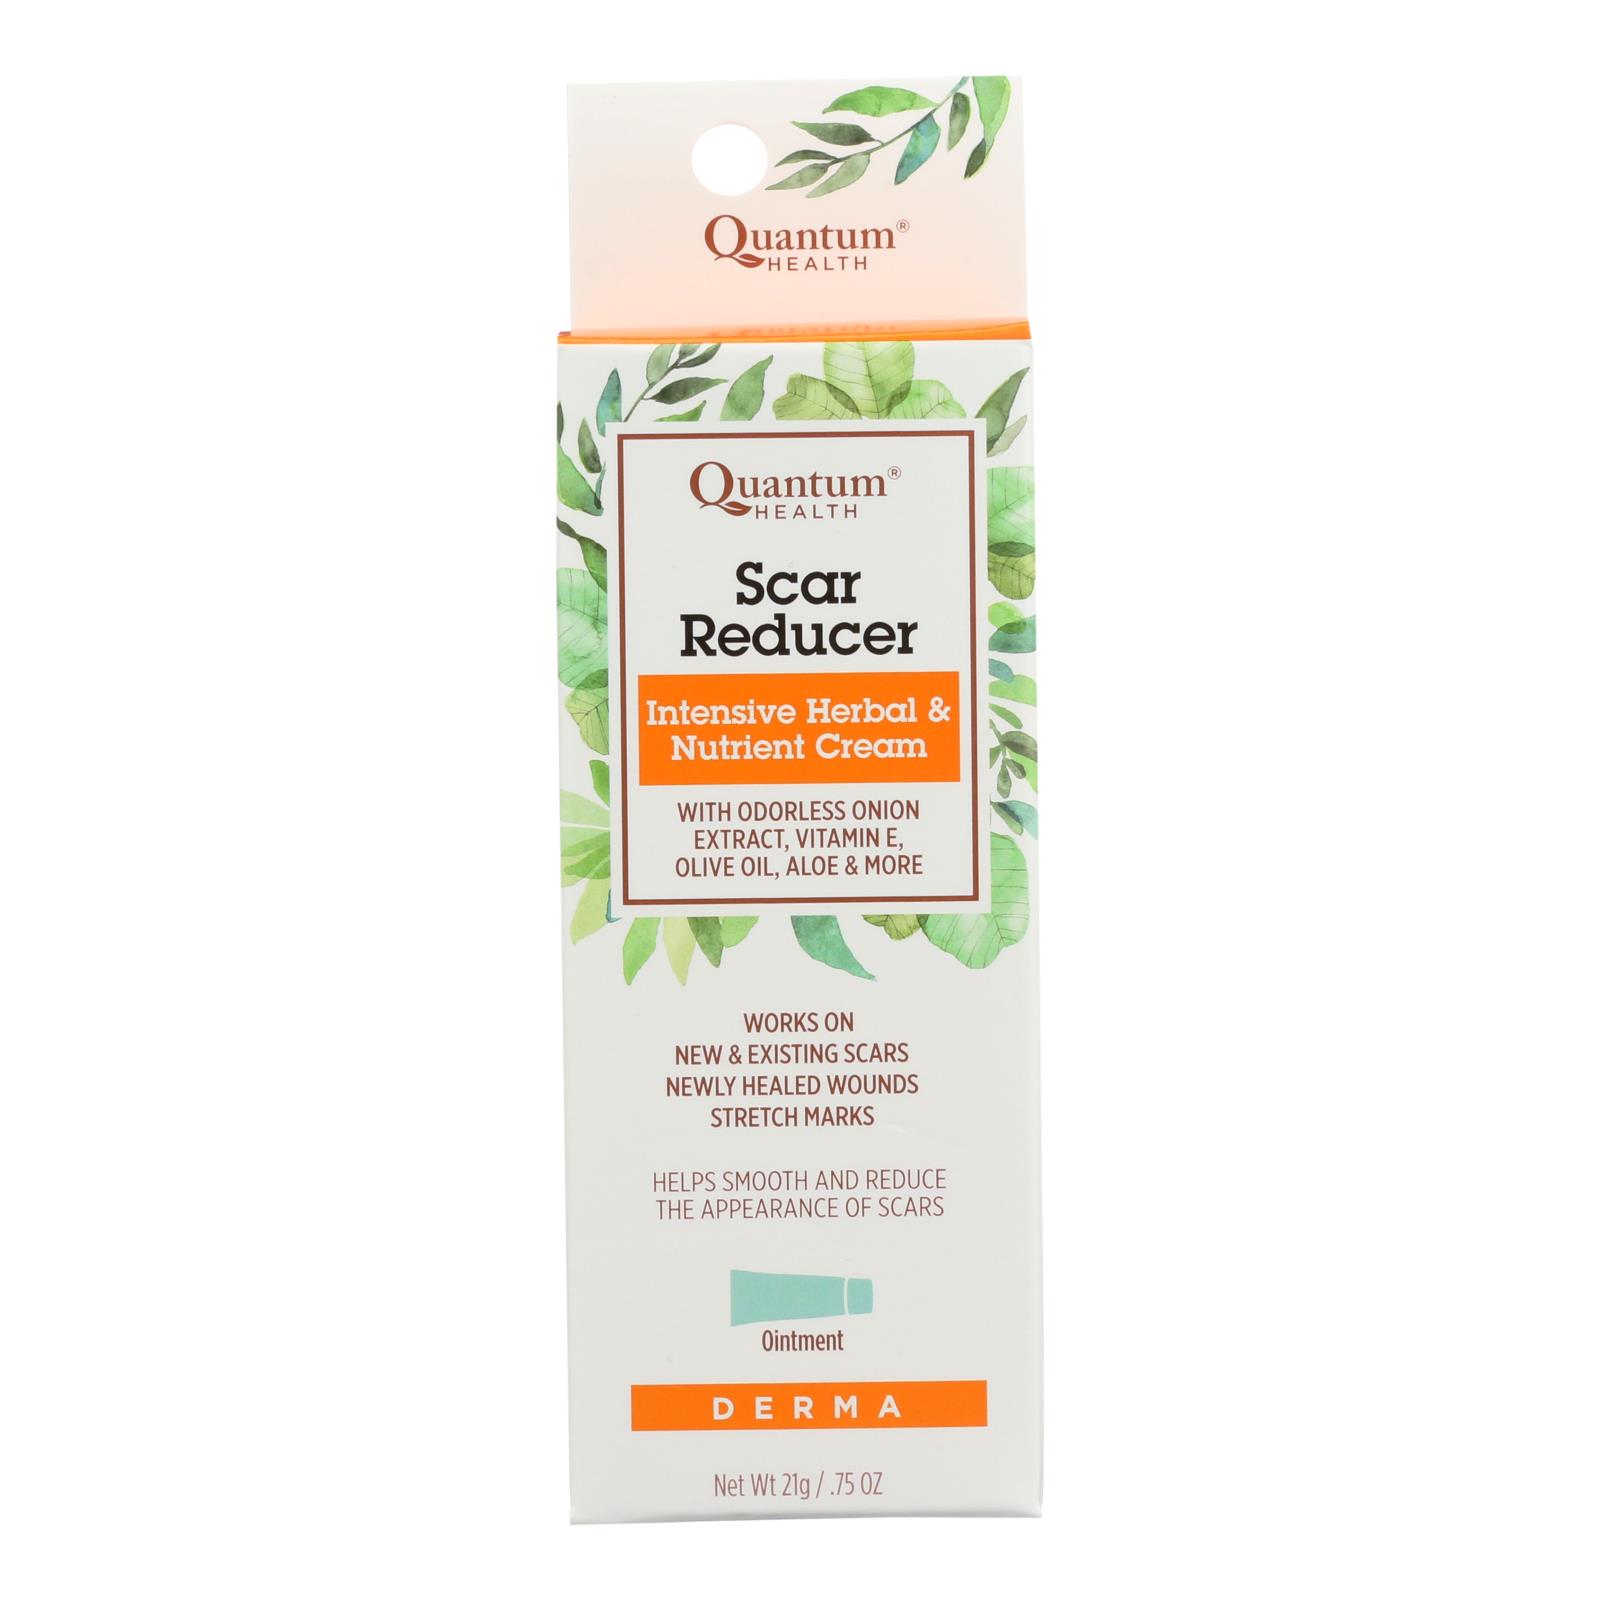 Quantum®
HEALTH
Quantum®
HEALTH
Scar
Reducer
Intensive Herbal &
Nutrient Cream
WITH ODORLESS ONION
EXTRACT, VITAMIN E,
OLIVE OIL, ALOE & MORE
WORKS ON
NEW & EXISTING SCARS
NEWLY HEALED WOUNDS
STRETCH MARKS
HELPS SMOOTH AND REDUCE
THE APPEARANCE OF SCARS
Ointment
DERMA
Net Wt 21g / .75 OZ